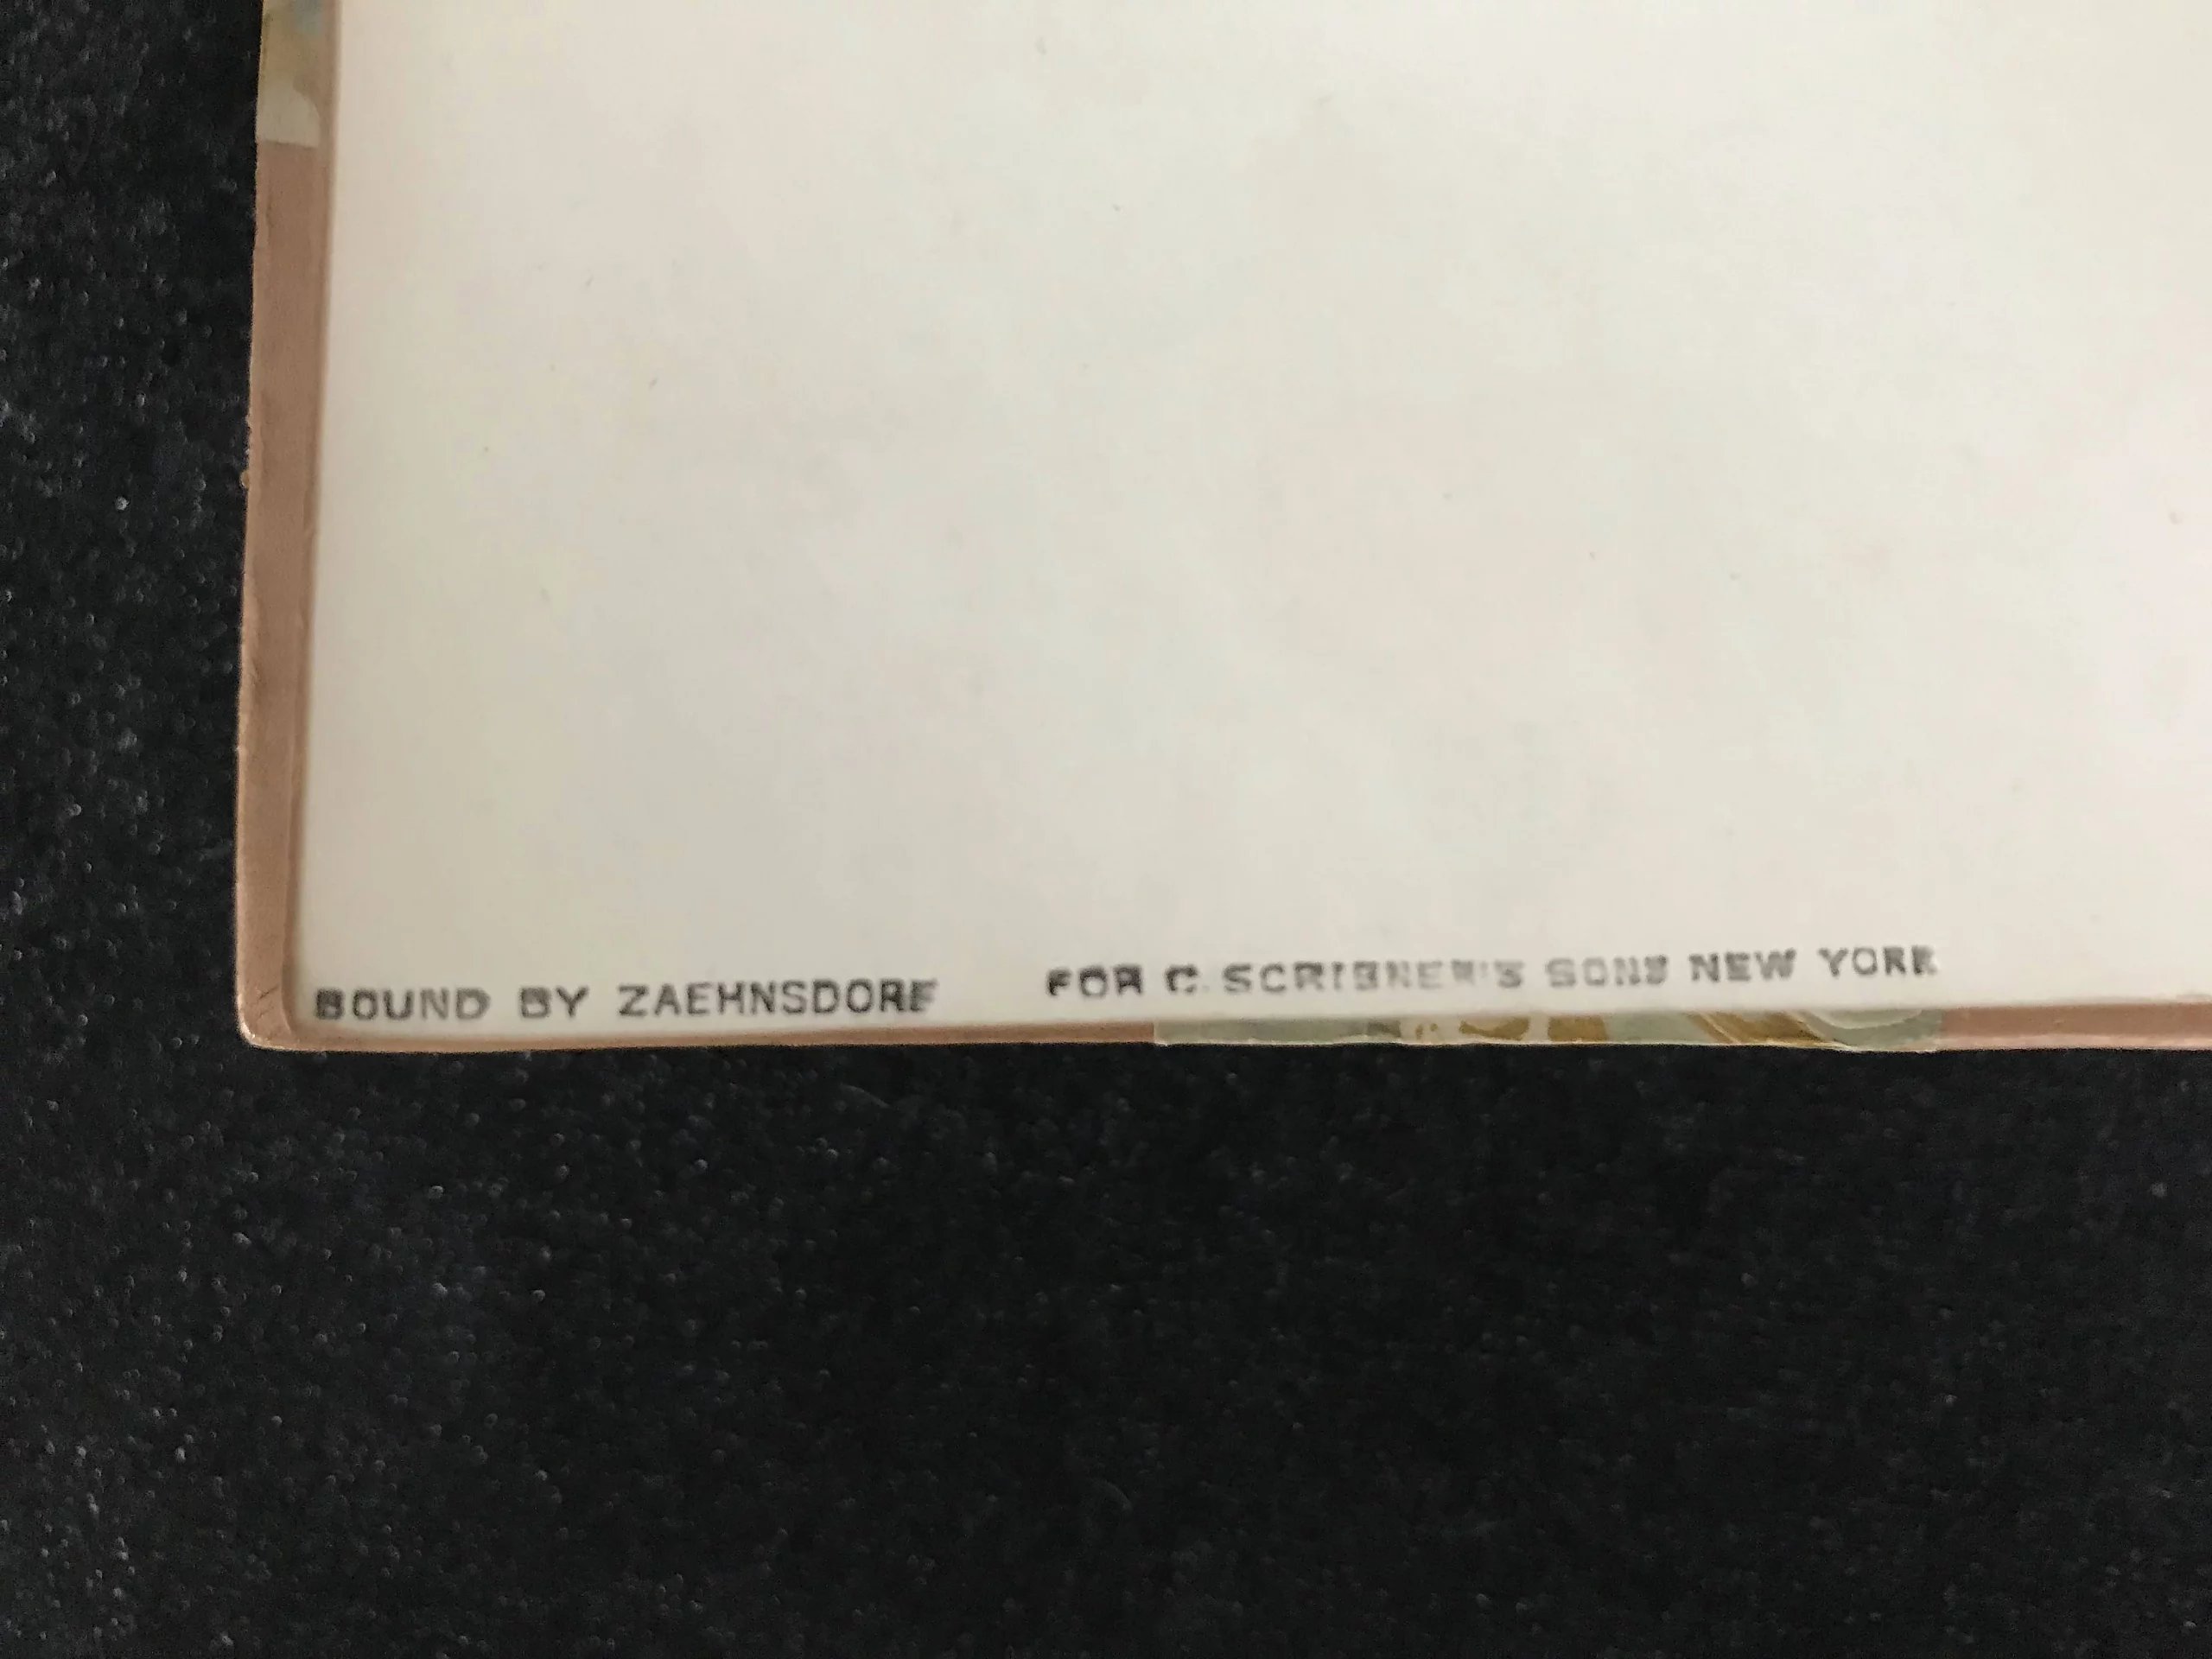 BOUND BY ZAEHNSDORF FOR C. SCRIBNER'S SONS NEW YORK